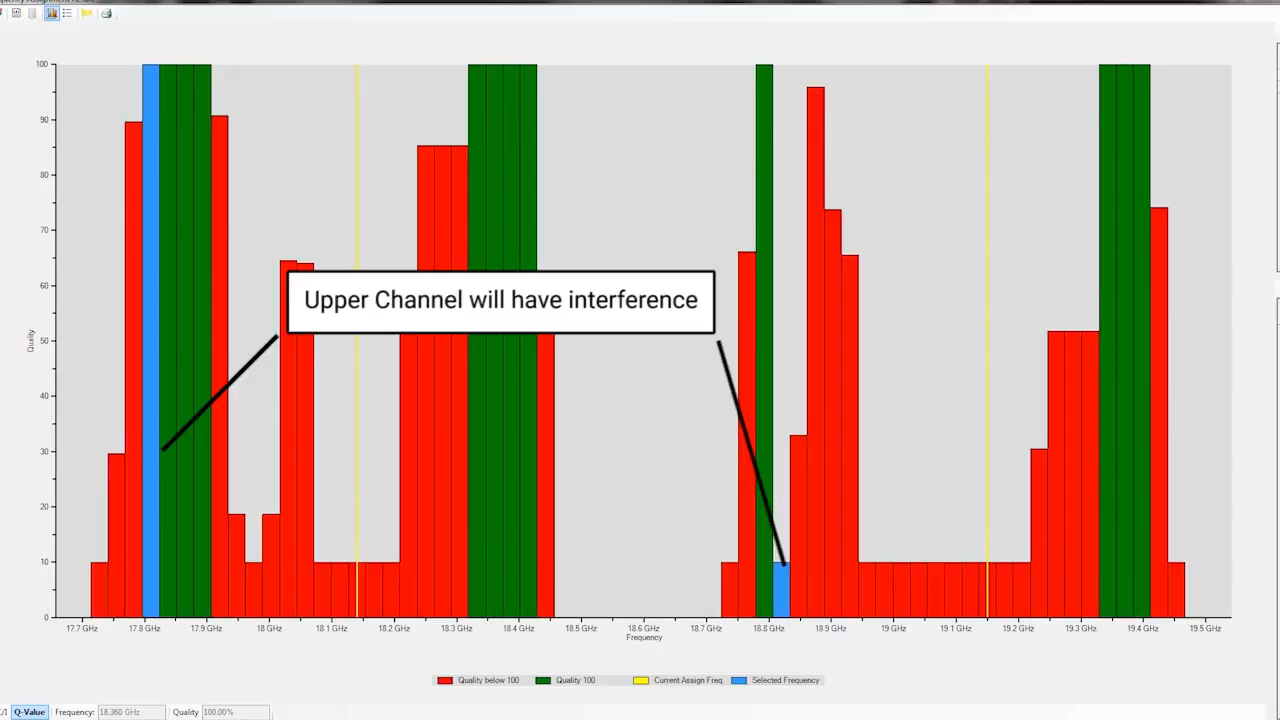 100
90
80
70
60
50
40
30
20
10
0
Quality
Upper Channel will have interference
17.7 GHz 17.8 GHz 17.9 GHz 18 GHz 18.1 GHz 18.2 GHz 18.3 GHz 18.4 GHz 18.5 GHz 18.6 GHz 18.7 GHz 18.8 GHz 18.9 GHz 19 GHz 19.1 GHz 19.2 GHz 19.3 GHz 19.4 GHz 19.5 GHz
Frequency
Quality below 100 Quality 100 Current Assign Freq. Selected Frequency
C/I Q-Value Frequency: 18.360 GHz Quality 100.00%